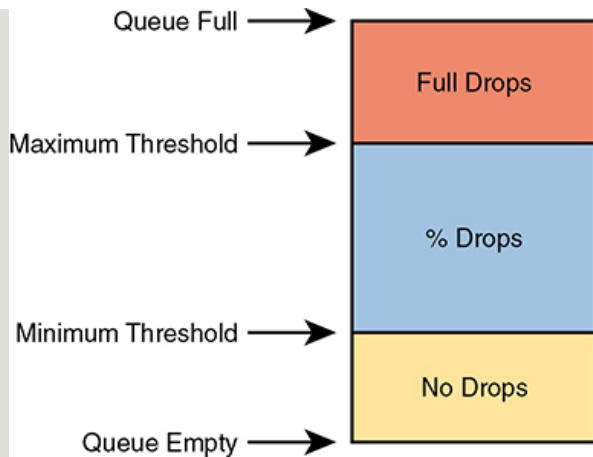 Queue Full
Full Drops
Maximum Threshold
% Drops
Minimum Threshold
No Drops
Queue Empty